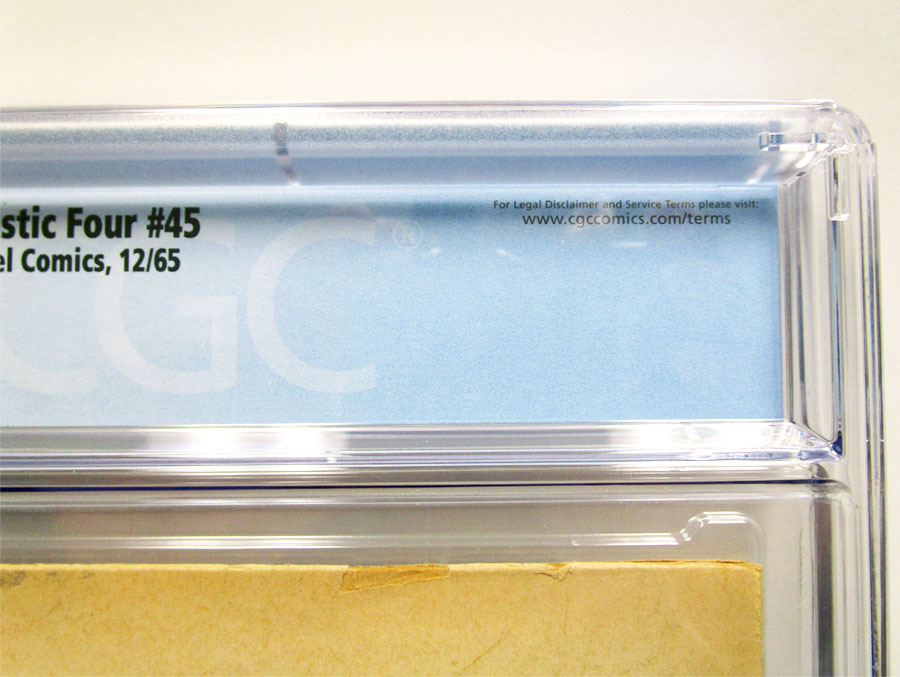 stic Four #45
el Comics, 12/65
For Legal Disclaimer and Service Terms please visit:
www.cgccomics.com/terms
CGC®